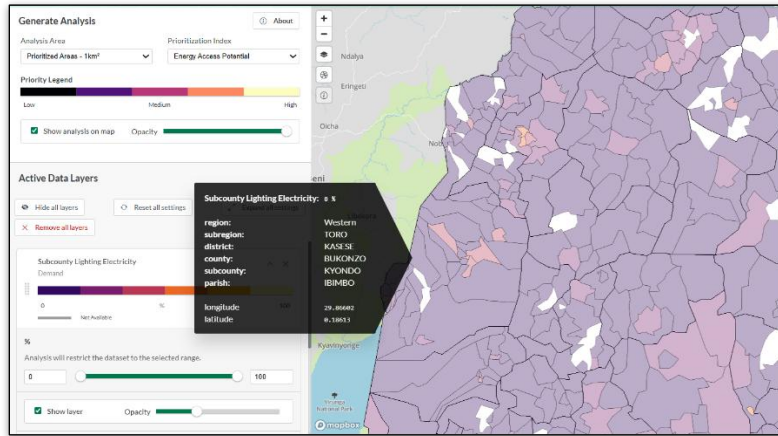 Generate Analysis
About
Analysis Area
Prioritization Index
Prioritized Areas - 1km²
Energy Access Potential
Priority Legend
Low
Medium
High
Show analysis on map
Opacity
Active Data Layers
Hide all layers
Reset all settings
Remove all layers
Subcounty Lighting Electricity
Demand
0
%
Not Available
%
Analysis will restrict the dataset to the selected range.
0
100
Show layer
Opacity
Subcounty Lighting Electricity: 0 %
region: Western
subregion: TORO
district: KASESE
county: BUKONZO
subcounty: KYONDO
parish: IBIMBO
longitude 29.86602
latitude 0.18613
Ndalya
Eringeti
Oicha
Kyavinyonge
Virunga
National Park
mapbox